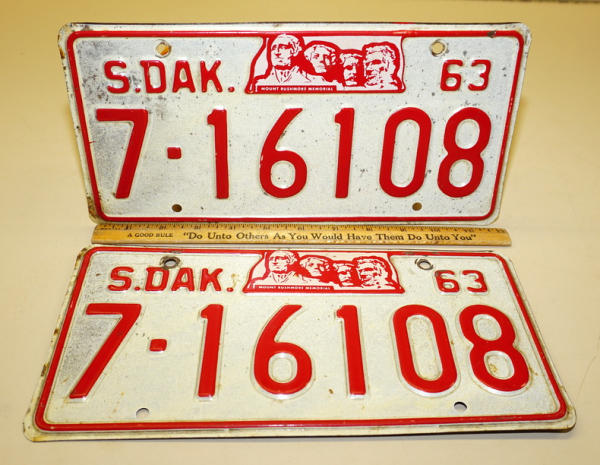 S.DAK. 63
MOUNT RUSHMORE MEMORIAL
7·16108
A GOOD RULE "Do Unto Others As You Would Have Them Do Unto You"
S.DAK. 63
MOUNT RUSHMORE MEMORIAL
7·16108